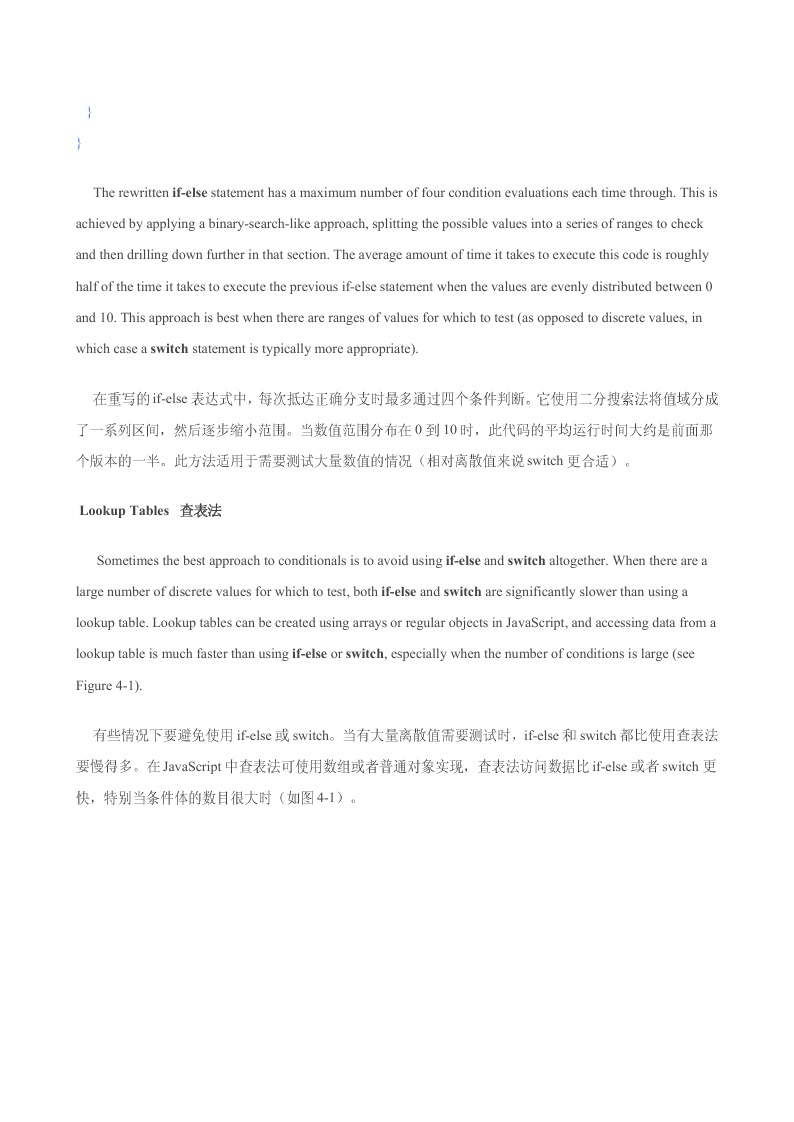 }
}
The rewritten if-else statement has a maximum number of four condition evaluations each time through. This is
achieved by applying a binary-search-like approach, splitting the possible values into a series of ranges to check
and then drilling down further in that section. The average amount of time it takes to execute this code is roughly
half of the time it takes to execute the previous if-else statement when the values are evenly distributed between 0
and 10. This approach is best when there are ranges of values for which to test (as opposed to discrete values, in
which case a switch statement is typically more appropriate).
在重写的 if-else 表达式中，每次抵达正确分支时最多通过四个条件判断。它使用二分搜索法将值域分成
了一系列区间，然后逐步缩小范围。当数值范围分布在 0 到 10 时，此代码的平均运行时间大约是前面那
个版本的一半。此方法适用于需要测试大量数值的情况（相对离散值来说 switch 更合适）。
Lookup Tables 查表法
Sometimes the best approach to conditionals is to avoid using if-else and switch altogether. When there are a
large number of discrete values for which to test, both if-else and switch are significantly slower than using a
lookup table. Lookup tables can be created using arrays or regular objects in JavaScript, and accessing data from a
lookup table is much faster than using if-else or switch, especially when the number of conditions is large (see
Figure 4-1).
有些情况下要避免使用 if-else 或 switch。当有大量离散值需要测试时，if-else 和 switch 都比使用查表法
要慢得多。在 JavaScript 中查表法可使用数组或者普通对象实现，查表法访问数据比 if-else 或者 switch 更
快，特别当条件体的数目很大时（如图 4-1）。